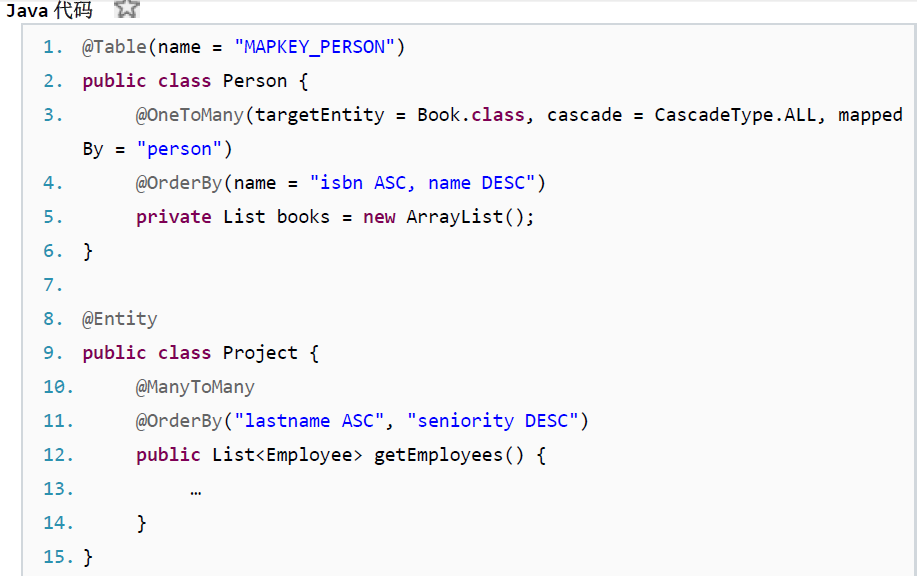 Java 代码
1. @Table(name = "MAPKEY_PERSON")
2. public class Person {
3. @OneToMany(targetEntity = Book.class, cascade = CascadeType.ALL, mapped
By = "person")
4. @OrderBy(name = "isbn ASC, name DESC")
5. private List books = new ArrayList();
6. }
7.
8. @Entity
9. public class Project {
10. @ManyToMany
11. @OrderBy("lastname ASC", "seniority DESC")
12. public List<Employee> getEmployees() {
13. …
14. }
15. }